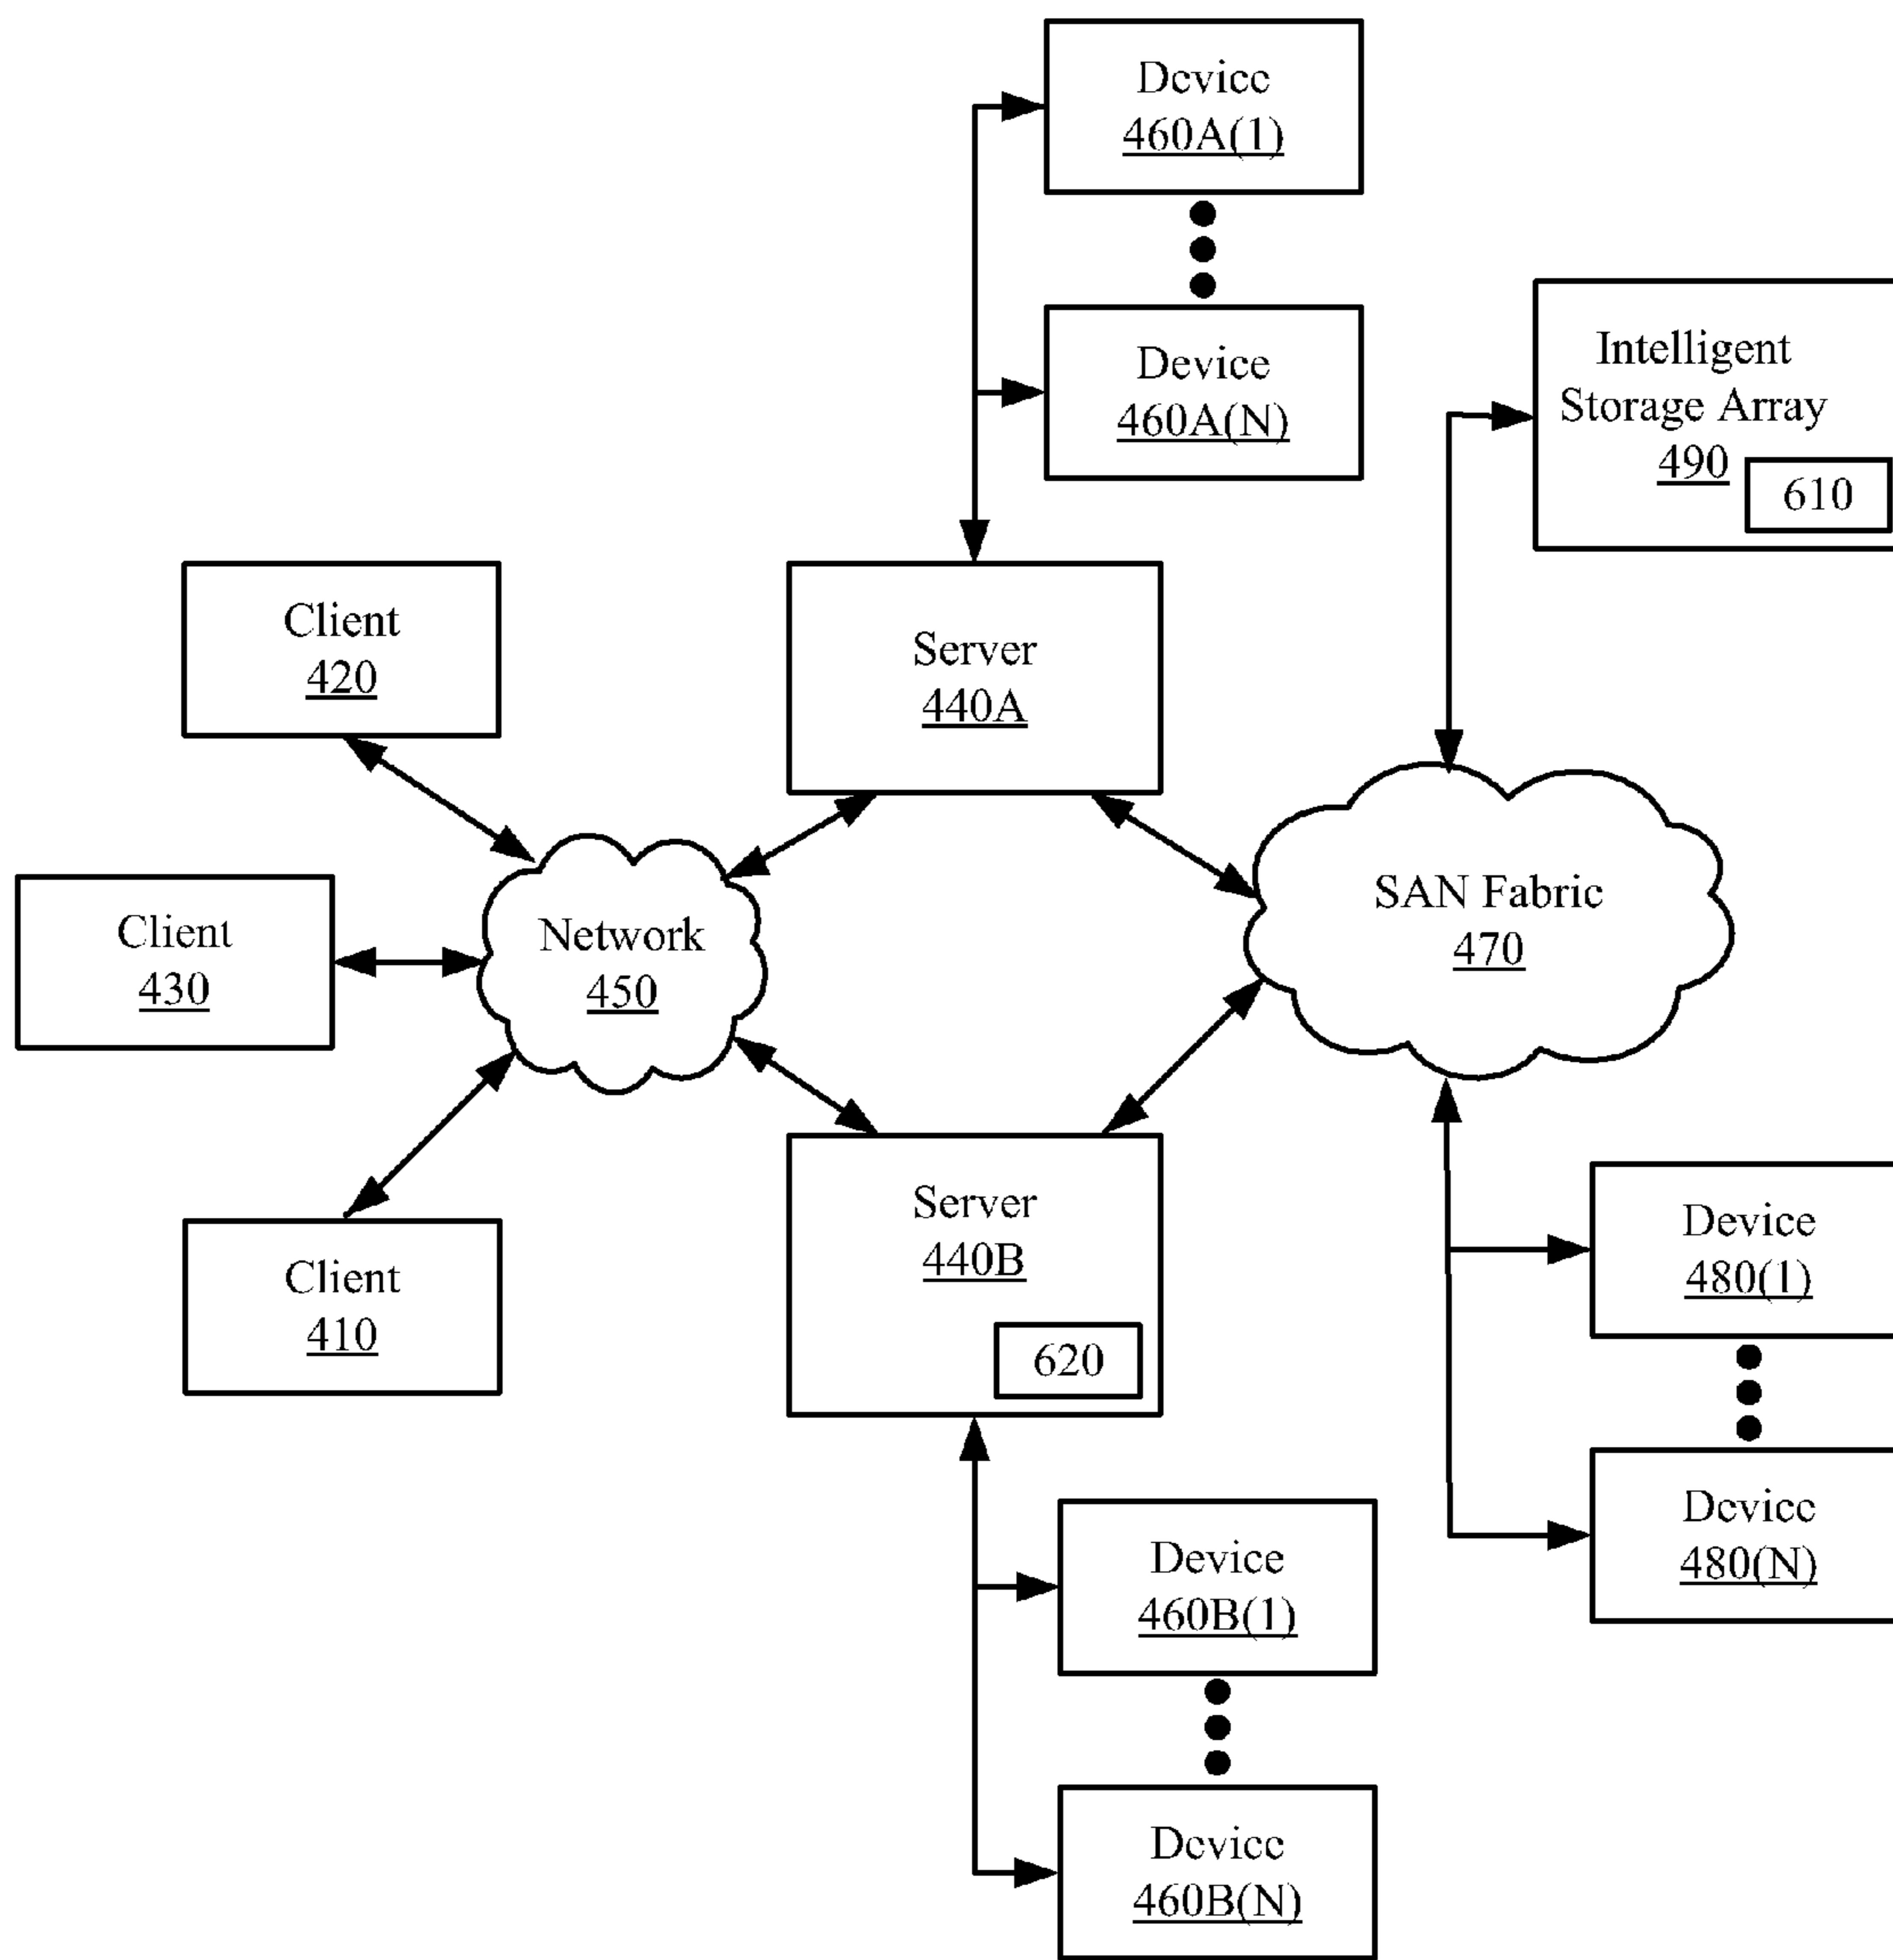 Device
460A(1)
Device
460A(N)
Intelligent
Storage Array
490
610
Client
420
Server
440A
Client
430
Network
450
SAN Fabric
470
Client
410
Server
440B
620
Device
480(1)
Device
480(N)
Device
460B(1)
Device
460B(N)